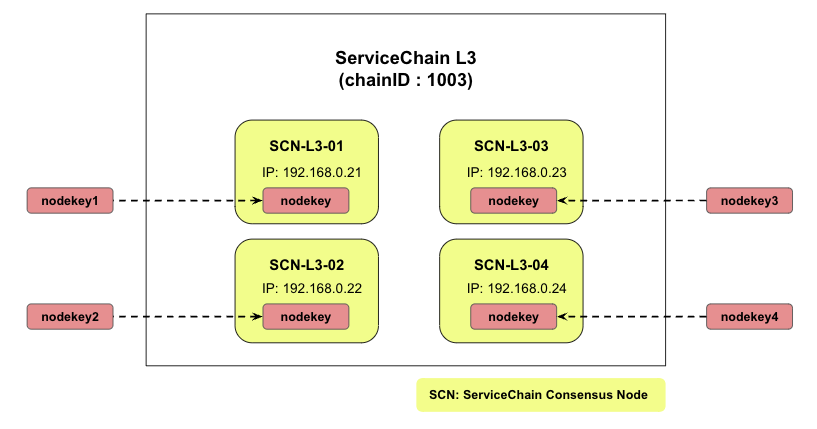 ServiceChain L3
(chainID : 1003)
SCN-L3-01
IP: 192.168.0.21
nodekey
SCN-L3-03
IP: 192.168.0.23
nodekey
nodekey1
nodekey3
SCN-L3-02
IP: 192.168.0.22
nodekey
SCN-L3-04
IP: 192.168.0.24
nodekey
nodekey2
nodekey4
SCN: ServiceChain Consensus Node